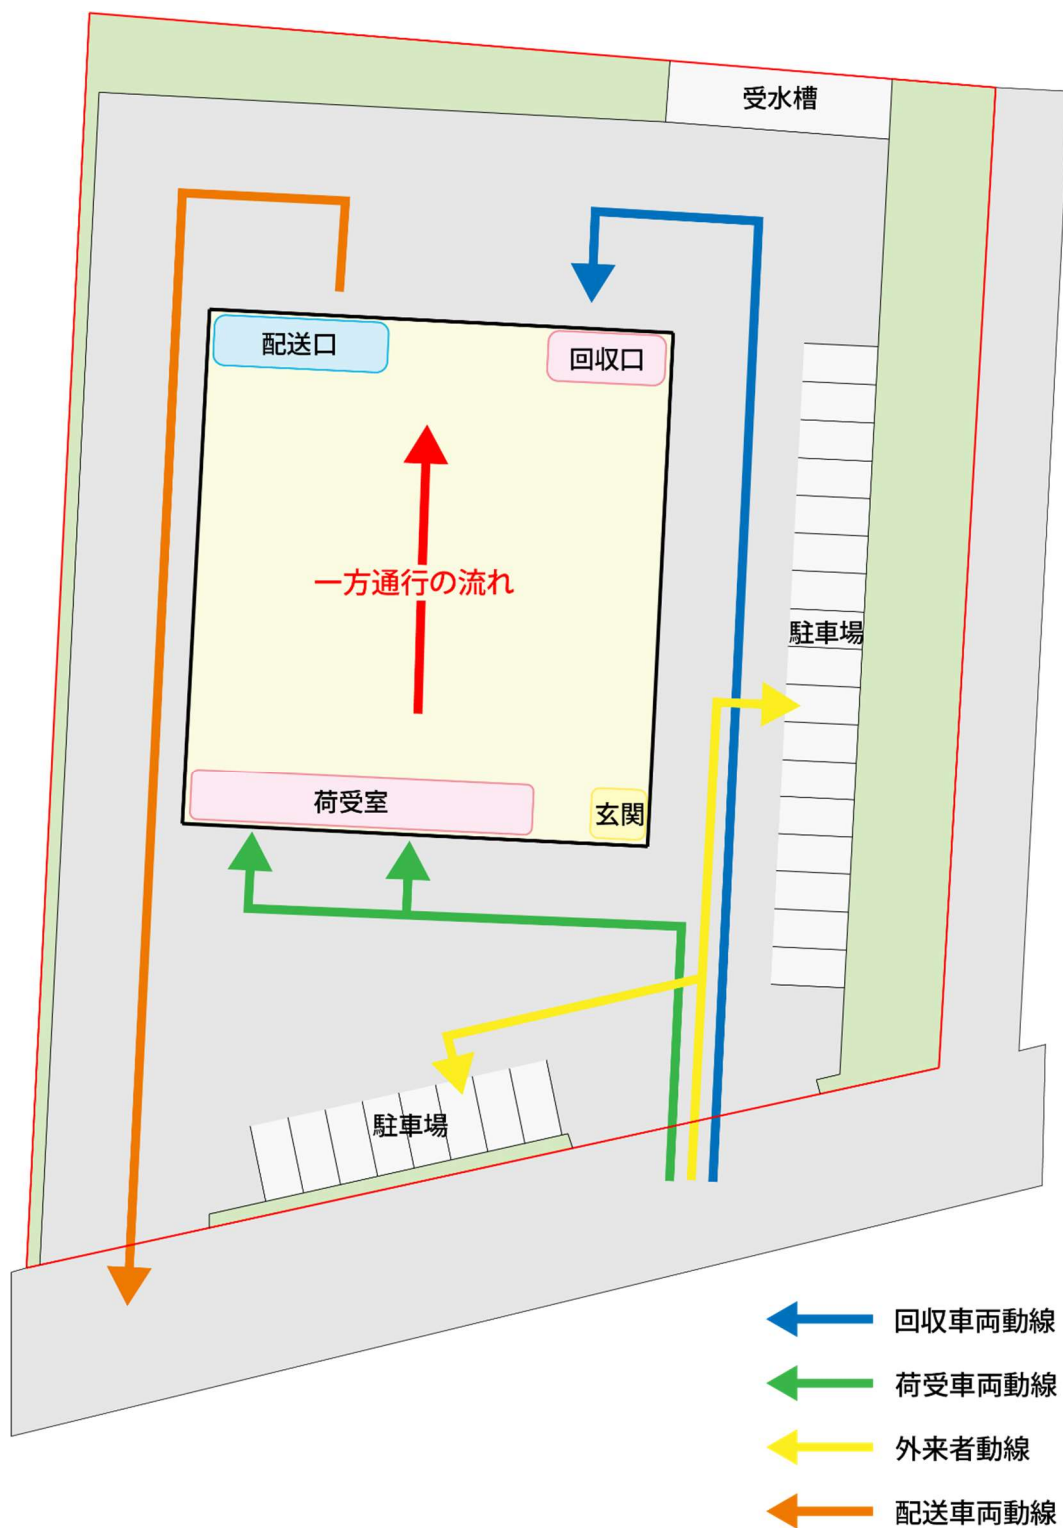 受水槽
配送口
回収口
一方通行の流れ
駐車場
荷受室
玄関
駐車場
回収車両動線
荷受車両動線
外来者動線
配送車両動線